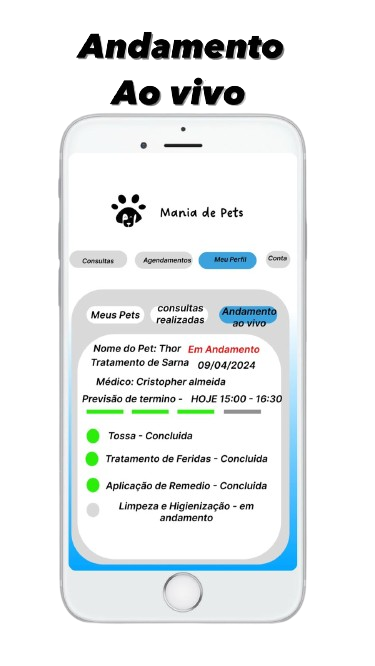 Andamento
Ao vivo
Mania de Pets
Consultas Agendamentos Meu Perfil Conta
Meus Pets consultas realizadas Andamento ao vivo
Nome do Pet: Thor Em Andamento
Tratamento de Sarna 09/04/2024
Médico: Cristopher almeida
Previsão de termino - HOJE 15:00 - 16:30
Tossa - Concluida
Tratamento de Feridas - Concluida
Aplicação de Remedio - Concluída
Limpeza e Higienização - em
andamento